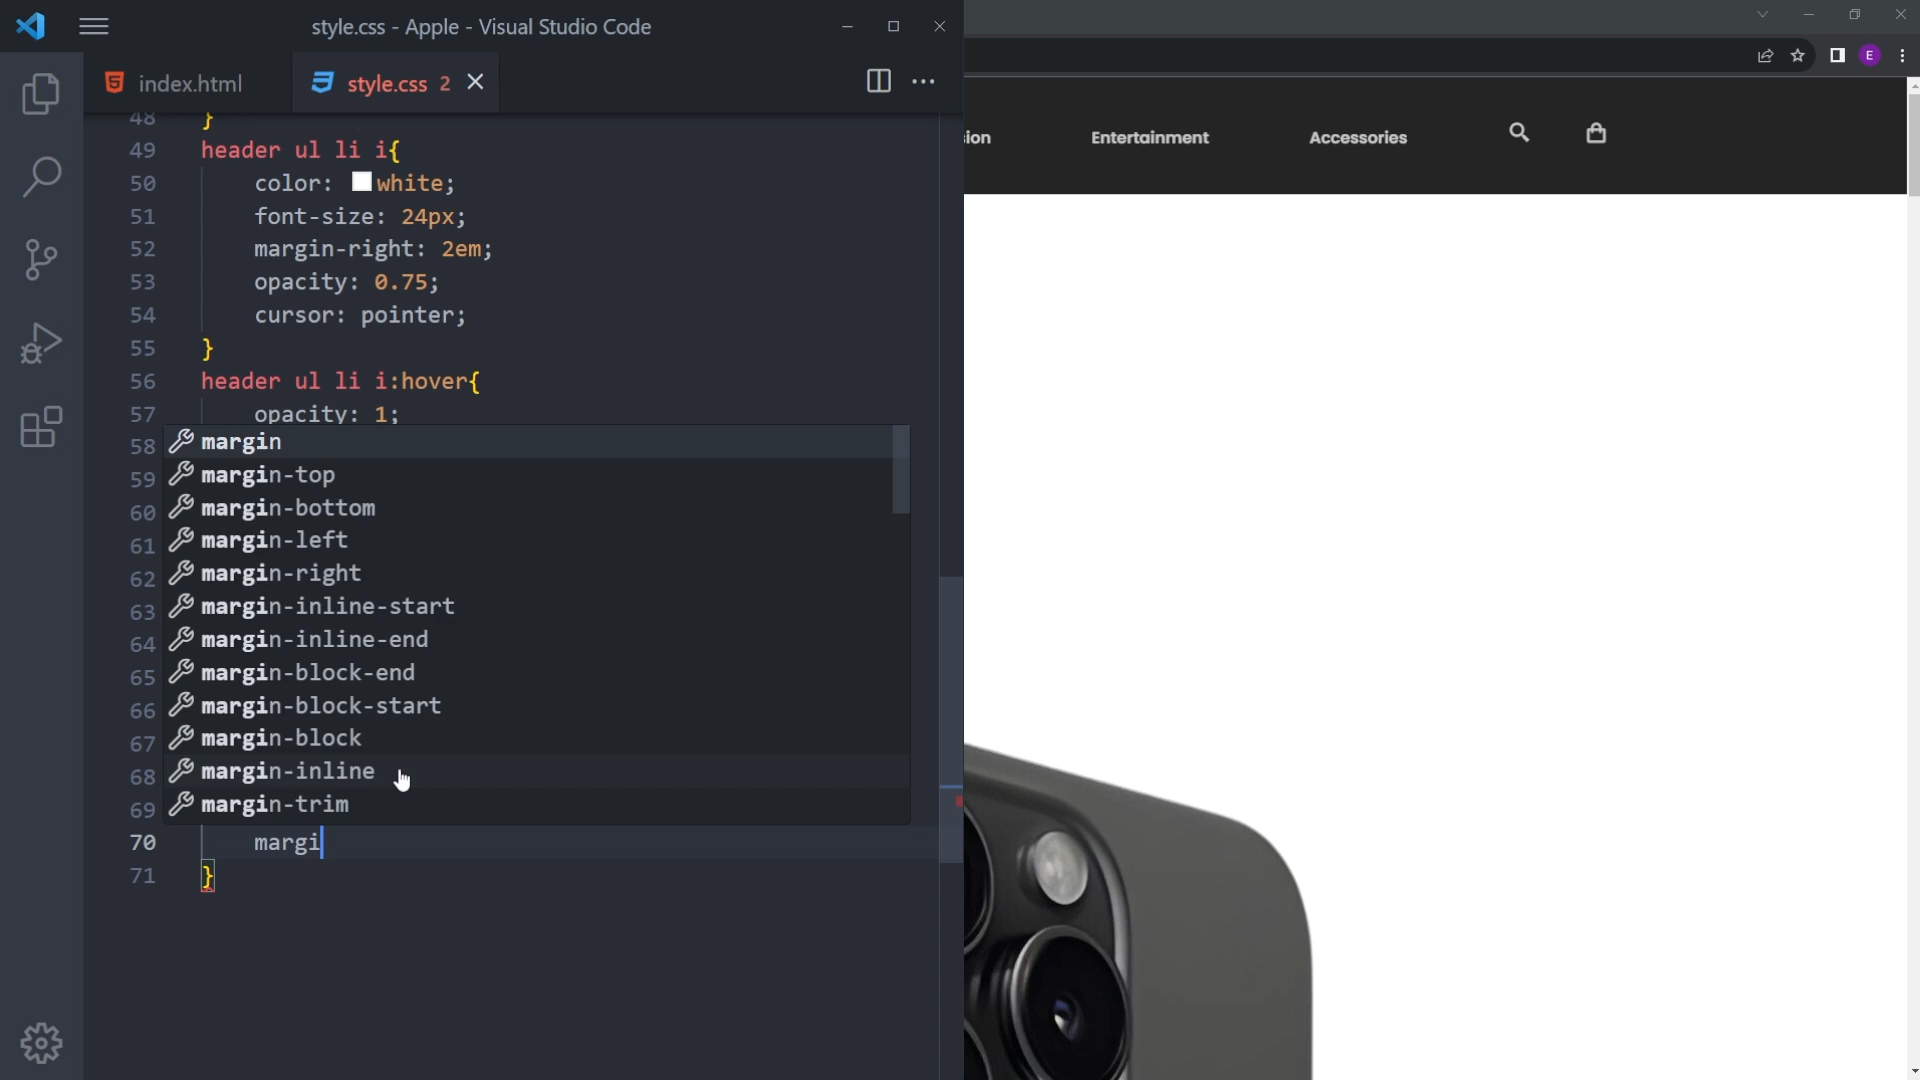 style.css - Apple - Visual Studio Code
index.html
style.css 2
48 }
49 header ul li i{
50 color: white;
51 font-size: 24px;
52 margin-right: 2em;
53 opacity: 0.75;
54 cursor: pointer;
55 }
56 header ul li i:hover{
57 opacity: 1;
58 margin
59 margin-top
60 margin-bottom
61 margin-left
62 margin-right
63 margin-inline-start
64 margin-inline-end
65 margin-block-end
66 margin-block-start
67 margin-block
68 margin-inline
69 margin-trim
70 margi
71 }
E
ion
Entertainment
Accessories